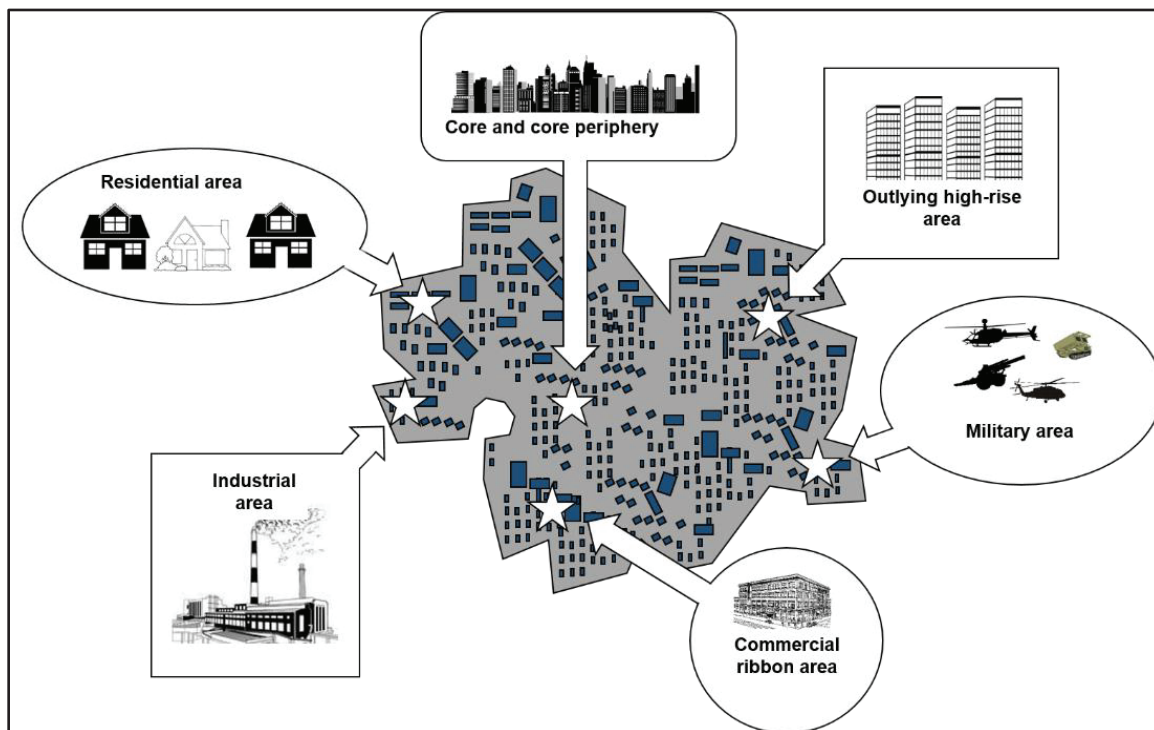 Core and core periphery
Residential area
Outlying high-rise
area
Military area
Industrial
area
Commercial
ribbon area